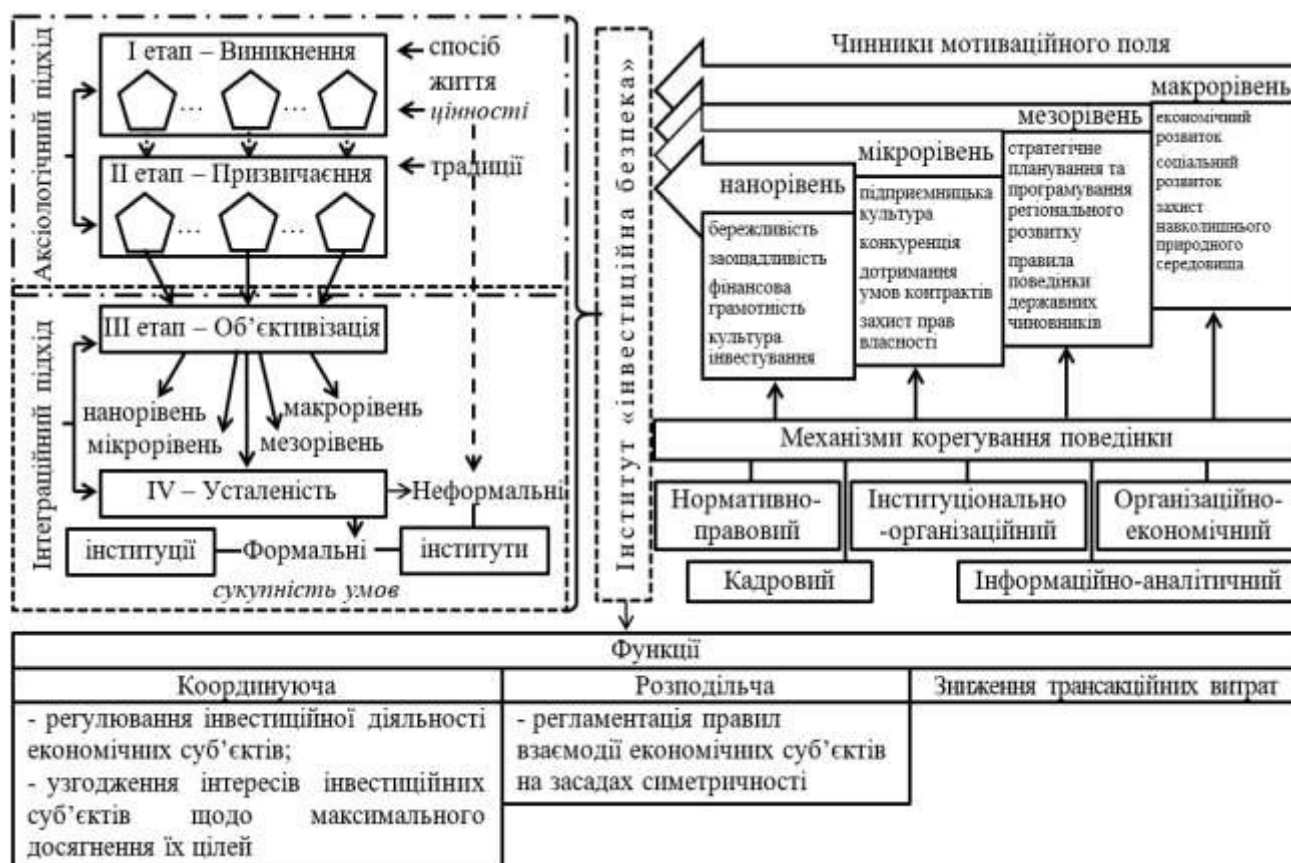 Аксіологічний підхід
І етап – Виникнення
... ...
спосіб
життя
цінності
ІІ етап – Призвичаєння
... ...
традиції
Інтеграційний підхід
ІІІ етап – Об’єктивізація
нанорівень
мікрорівень
макрорівень
мезорівень
IV – Усталеність
Неформальні
інституції
Формальні
інститути
сукупність умов
Інститут «інвестиційна безпека»
Чинники мотиваційного поля
макрорівень
економічний
розвиток
соціальний
розвиток
захист
навколишнього
природного
середовища
мезорівень
стратегічне
планування та
програмування
регіонального
розвитку
правила
поведінки
державних
чиновників
мікрорівень
підприємницька
культура
конкуренція
дотримання
умов контрактів
захист прав
власності
нанорівень
бережливість
заощадливість
фінансова
грамотність
культура
інвестування
Механізми корегування поведінки
Нормативно-
правовий
Інституціонально
-організаційний
Організаційно-
економічний
Кадровий
Інформаційно-аналітичний
Функції
Координуюча
Розподільча
Зниження трансакційних витрат
- регулювання інвестиційної діяльності
економічних суб’єктів;
- узгодження інтересів інвестиційних
суб’єктів щодо максимального
досягнення їх цілей
- регламентація правил
взаємодії економічних суб’єктів
на засадах симетричності